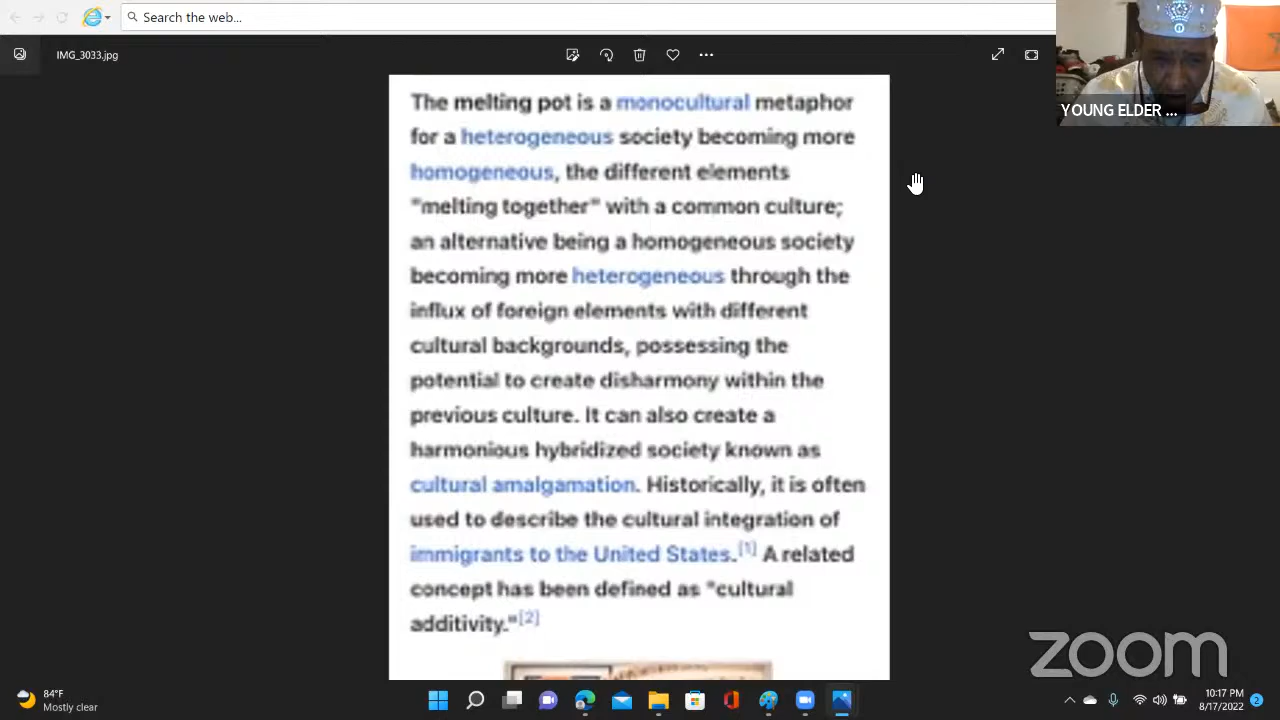 Search the web...
IMG_3033.jpg
YOUNG ELDER ...
The melting pot is a monocultural metaphor
for a heterogeneous society becoming more
homogeneous, the different elements
"melting together" with a common culture;
an alternative being a homogeneous society
becoming more heterogeneous through the
influx of foreign elements with different
cultural backgrounds, possessing the
potential to create disharmony within the
previous culture. It can also create a
harmonious hybridized society known as
cultural amalgamation. Historically, it is often
used to describe the cultural integration of
immigrants to the United States.[1] A related
concept has been defined as "cultural
additivity."[2]
zoom
84°F
Mostly clear
10:17 PM
8/17/2022
2